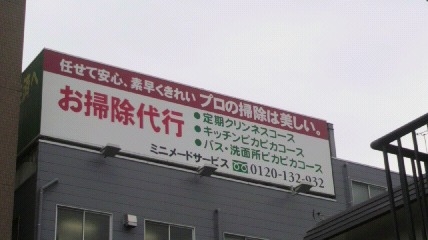 任せて安心、素早くきれい プロの掃除は美しい。
お掃除代行
●定期クリンネスコース
●キッチンピカピカコース
●バス・洗面所ピカピカコース
ミニメードサービス 0120-132-932